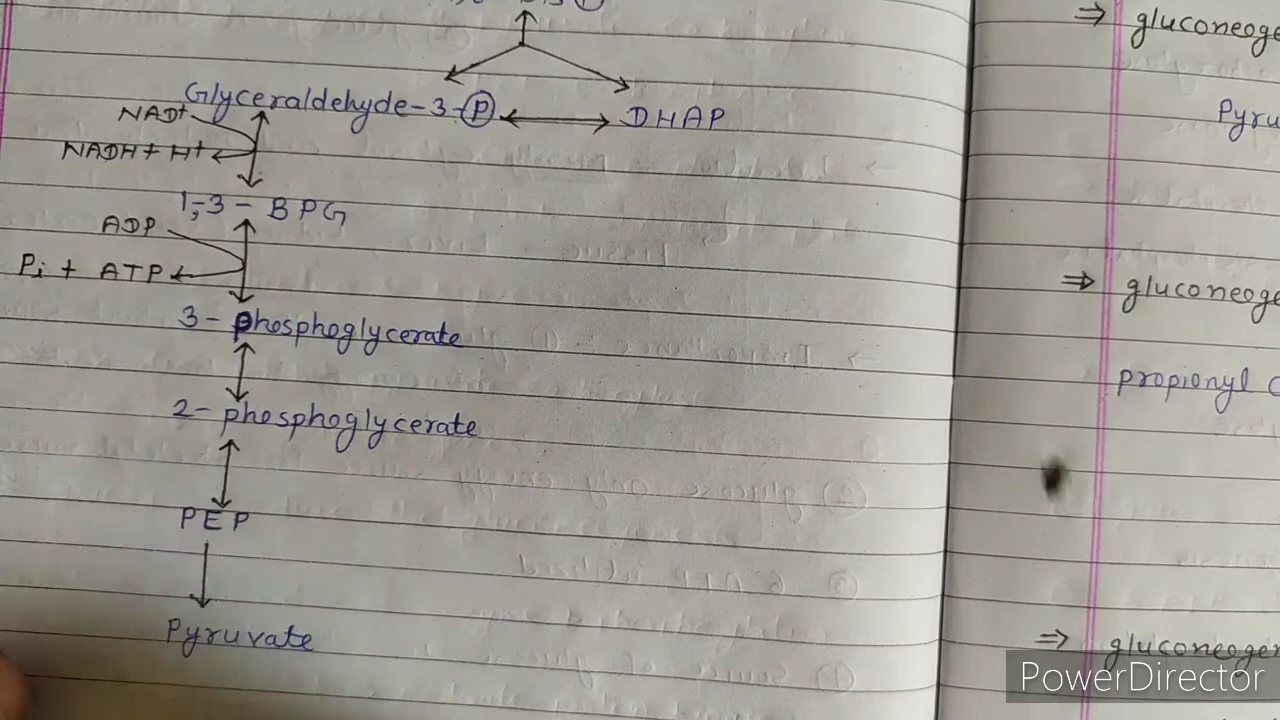 ⇒ gluconeoge
Glyceraldehyde-3-Ⓟ ↔ DHAP
Pyru
NAD+
NADH + H+
1,3 - BPG
ADP
Pi + ATP
⇒ gluconeoge
3- phosphoglycerate
propionyl C
2- phosphoglycerate
PEP
Pyruvate
⇒ gluconeogen
PowerDirector